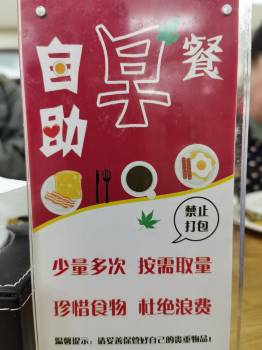 自助早餐
禁止
打包
少量多次 按需取量
珍惜食物 杜绝浪费
温馨提示：请妥善保管好自己的贵重物品！